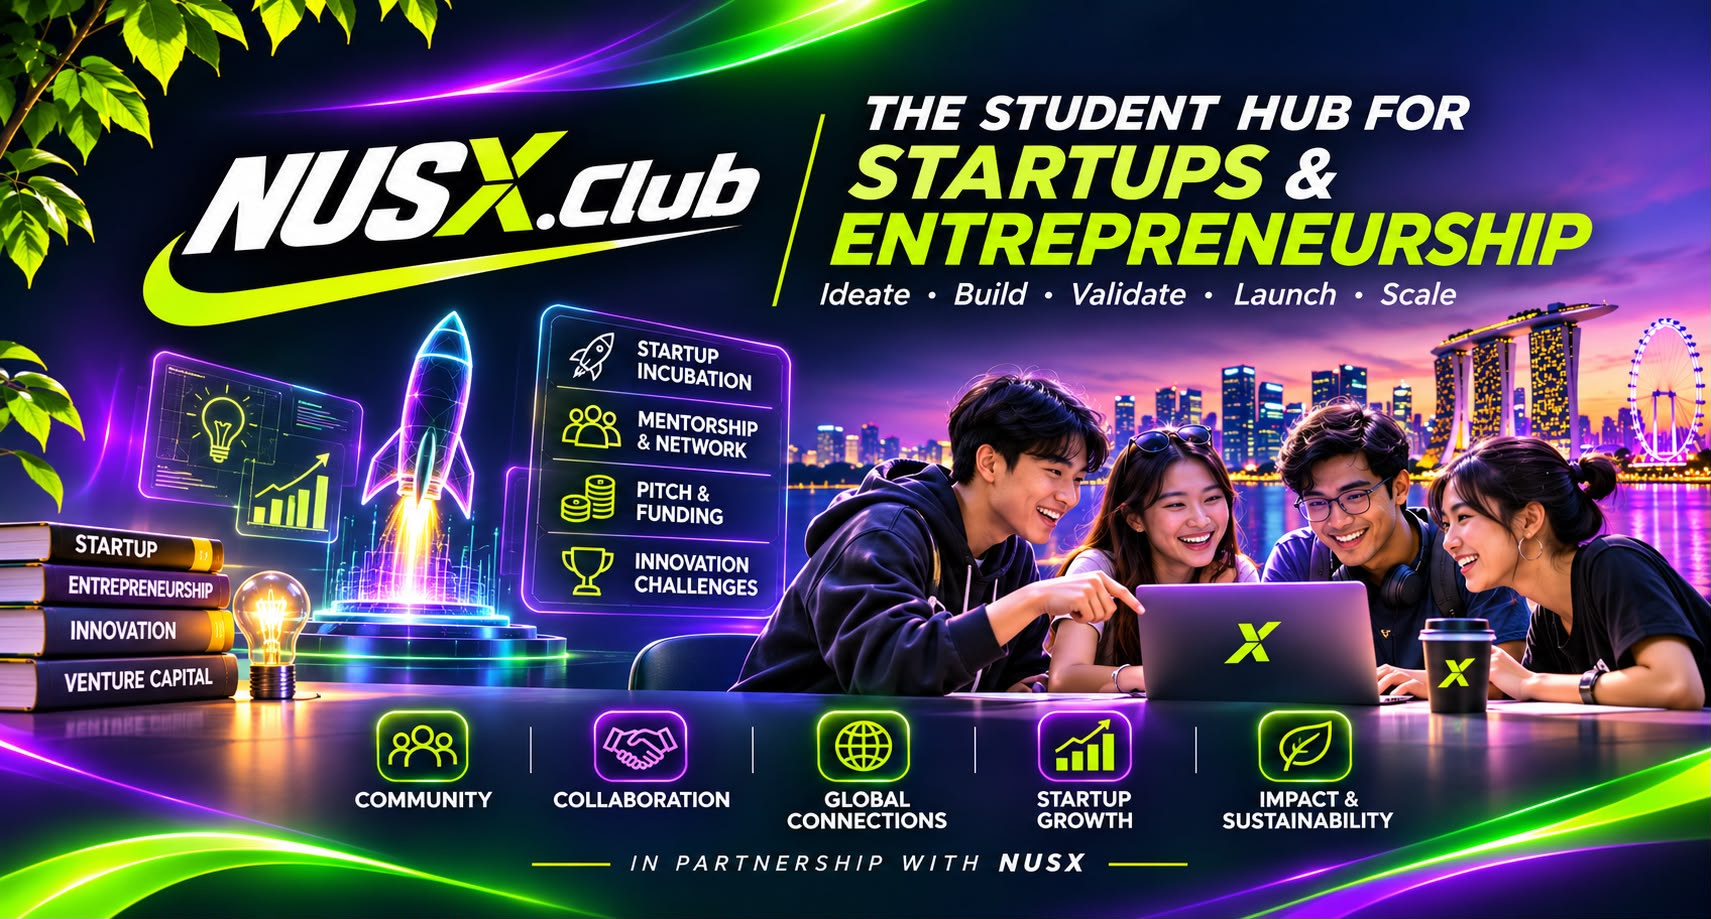 NUSX.Club
THE STUDENT HUB FOR
STARTUPS &
ENTREPRENEURSHIP
Ideate • Build • Validate • Launch • Scale
STARTUP
INCUBATION
MENTORSHIP
& NETWORK
PITCH &
FUNDING
INNOVATION
CHALLENGES
STARTUP
ENTREPRENEURSHIP
INNOVATION
VENTURE CAPITAL
X
X
COMMUNITY
COLLABORATION
GLOBAL
CONNECTIONS
STARTUP
GROWTH
IMPACT &
SUSTAINABILITY
IN PARTNERSHIP WITH NUSX